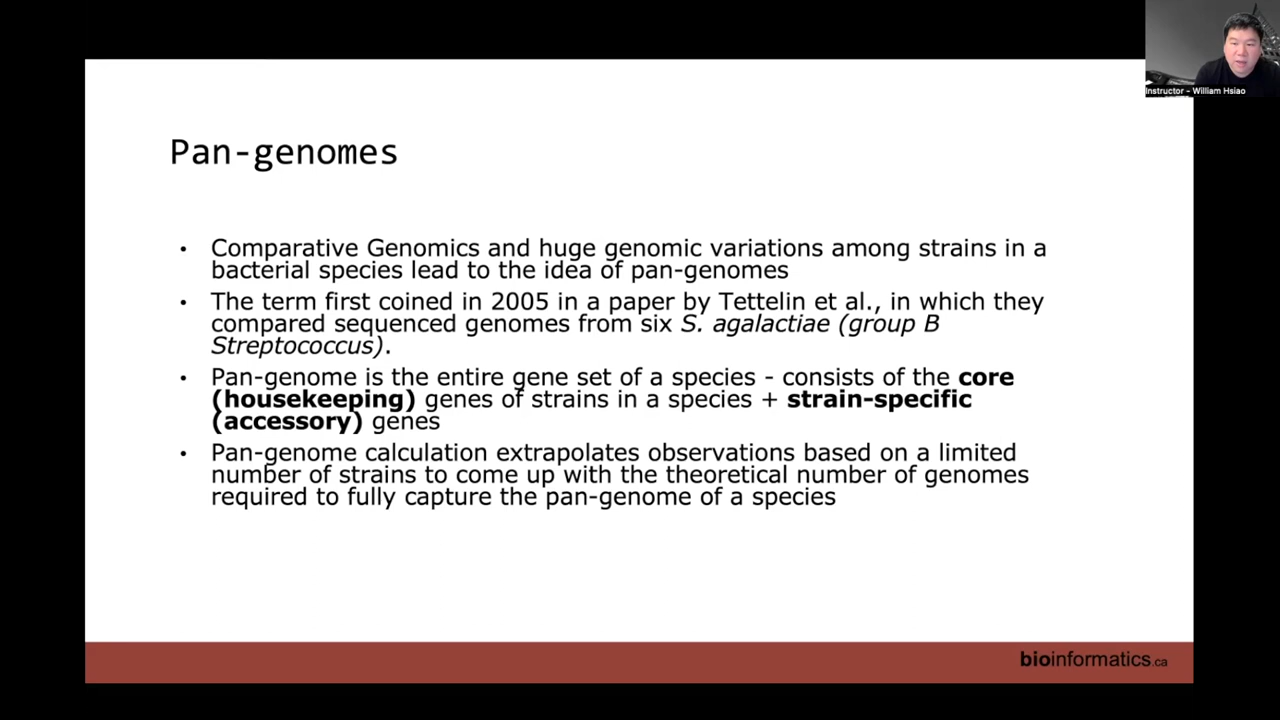 Instructor - William Hsiao
Pan-genomes
• Comparative Genomics and huge genomic variations among strains in a
bacterial species lead to the idea of pan-genomes
• The term first coined in 2005 in a paper by Tettelin et al., in which they
compared sequenced genomes from six S. agalactiae (group B
Streptococcus).
• Pan-genome is the entire gene set of a species - consists of the core
(housekeeping) genes of strains in a species + strain-specific
(accessory) genes
• Pan-genome calculation extrapolates observations based on a limited
number of strains to come up with the theoretical number of genomes
required to fully capture the pan-genome of a species
bioinformatics.ca